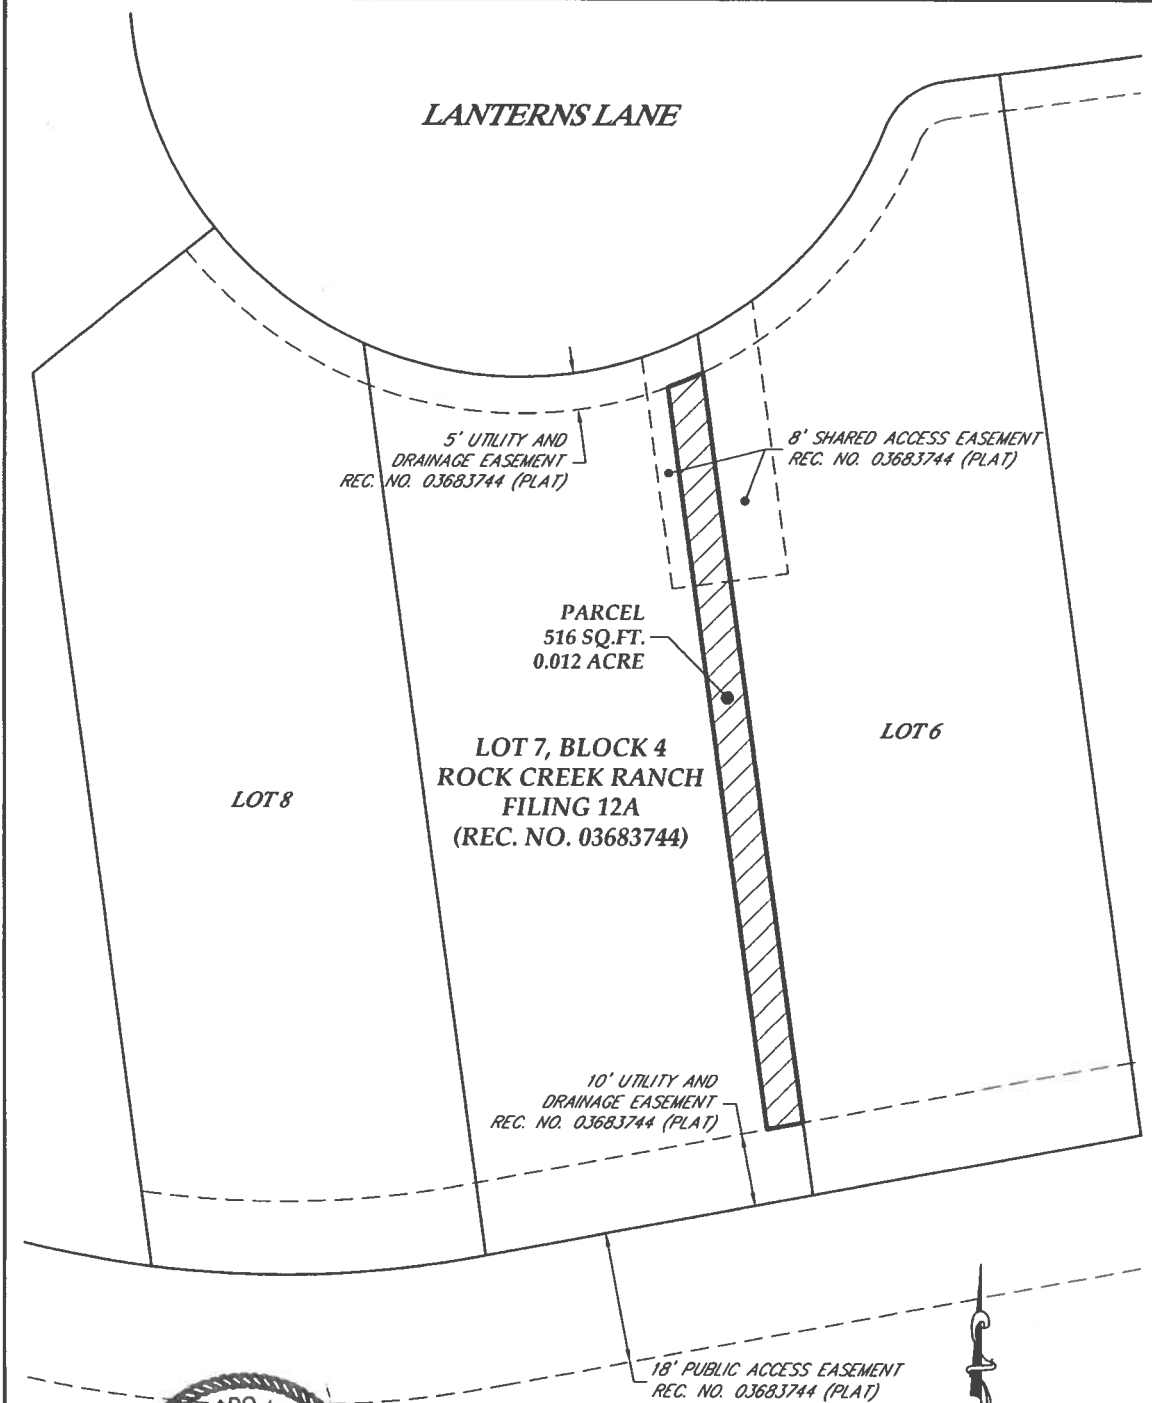 LANTERNS LANE
5' UTILITY AND
DRAINAGE EASEMENT
REC. NO. 03683744 (PLAT)
8' SHARED ACCESS EASEMENT
REC. NO. 03683744 (PLAT)
PARCEL
516 SQ.FT.
0.012 ACRE
LOT 6
LOT 7, BLOCK 4
ROCK CREEK RANCH
FILING 12A
(REC. NO. 03683744)
LOT 8
10' UTILITY AND
DRAINAGE EASEMENT
REC. NO. 03683744 (PLAT)
18' PUBLIC ACCESS EASEMENT
REC. NO. 03683744 (PLAT)